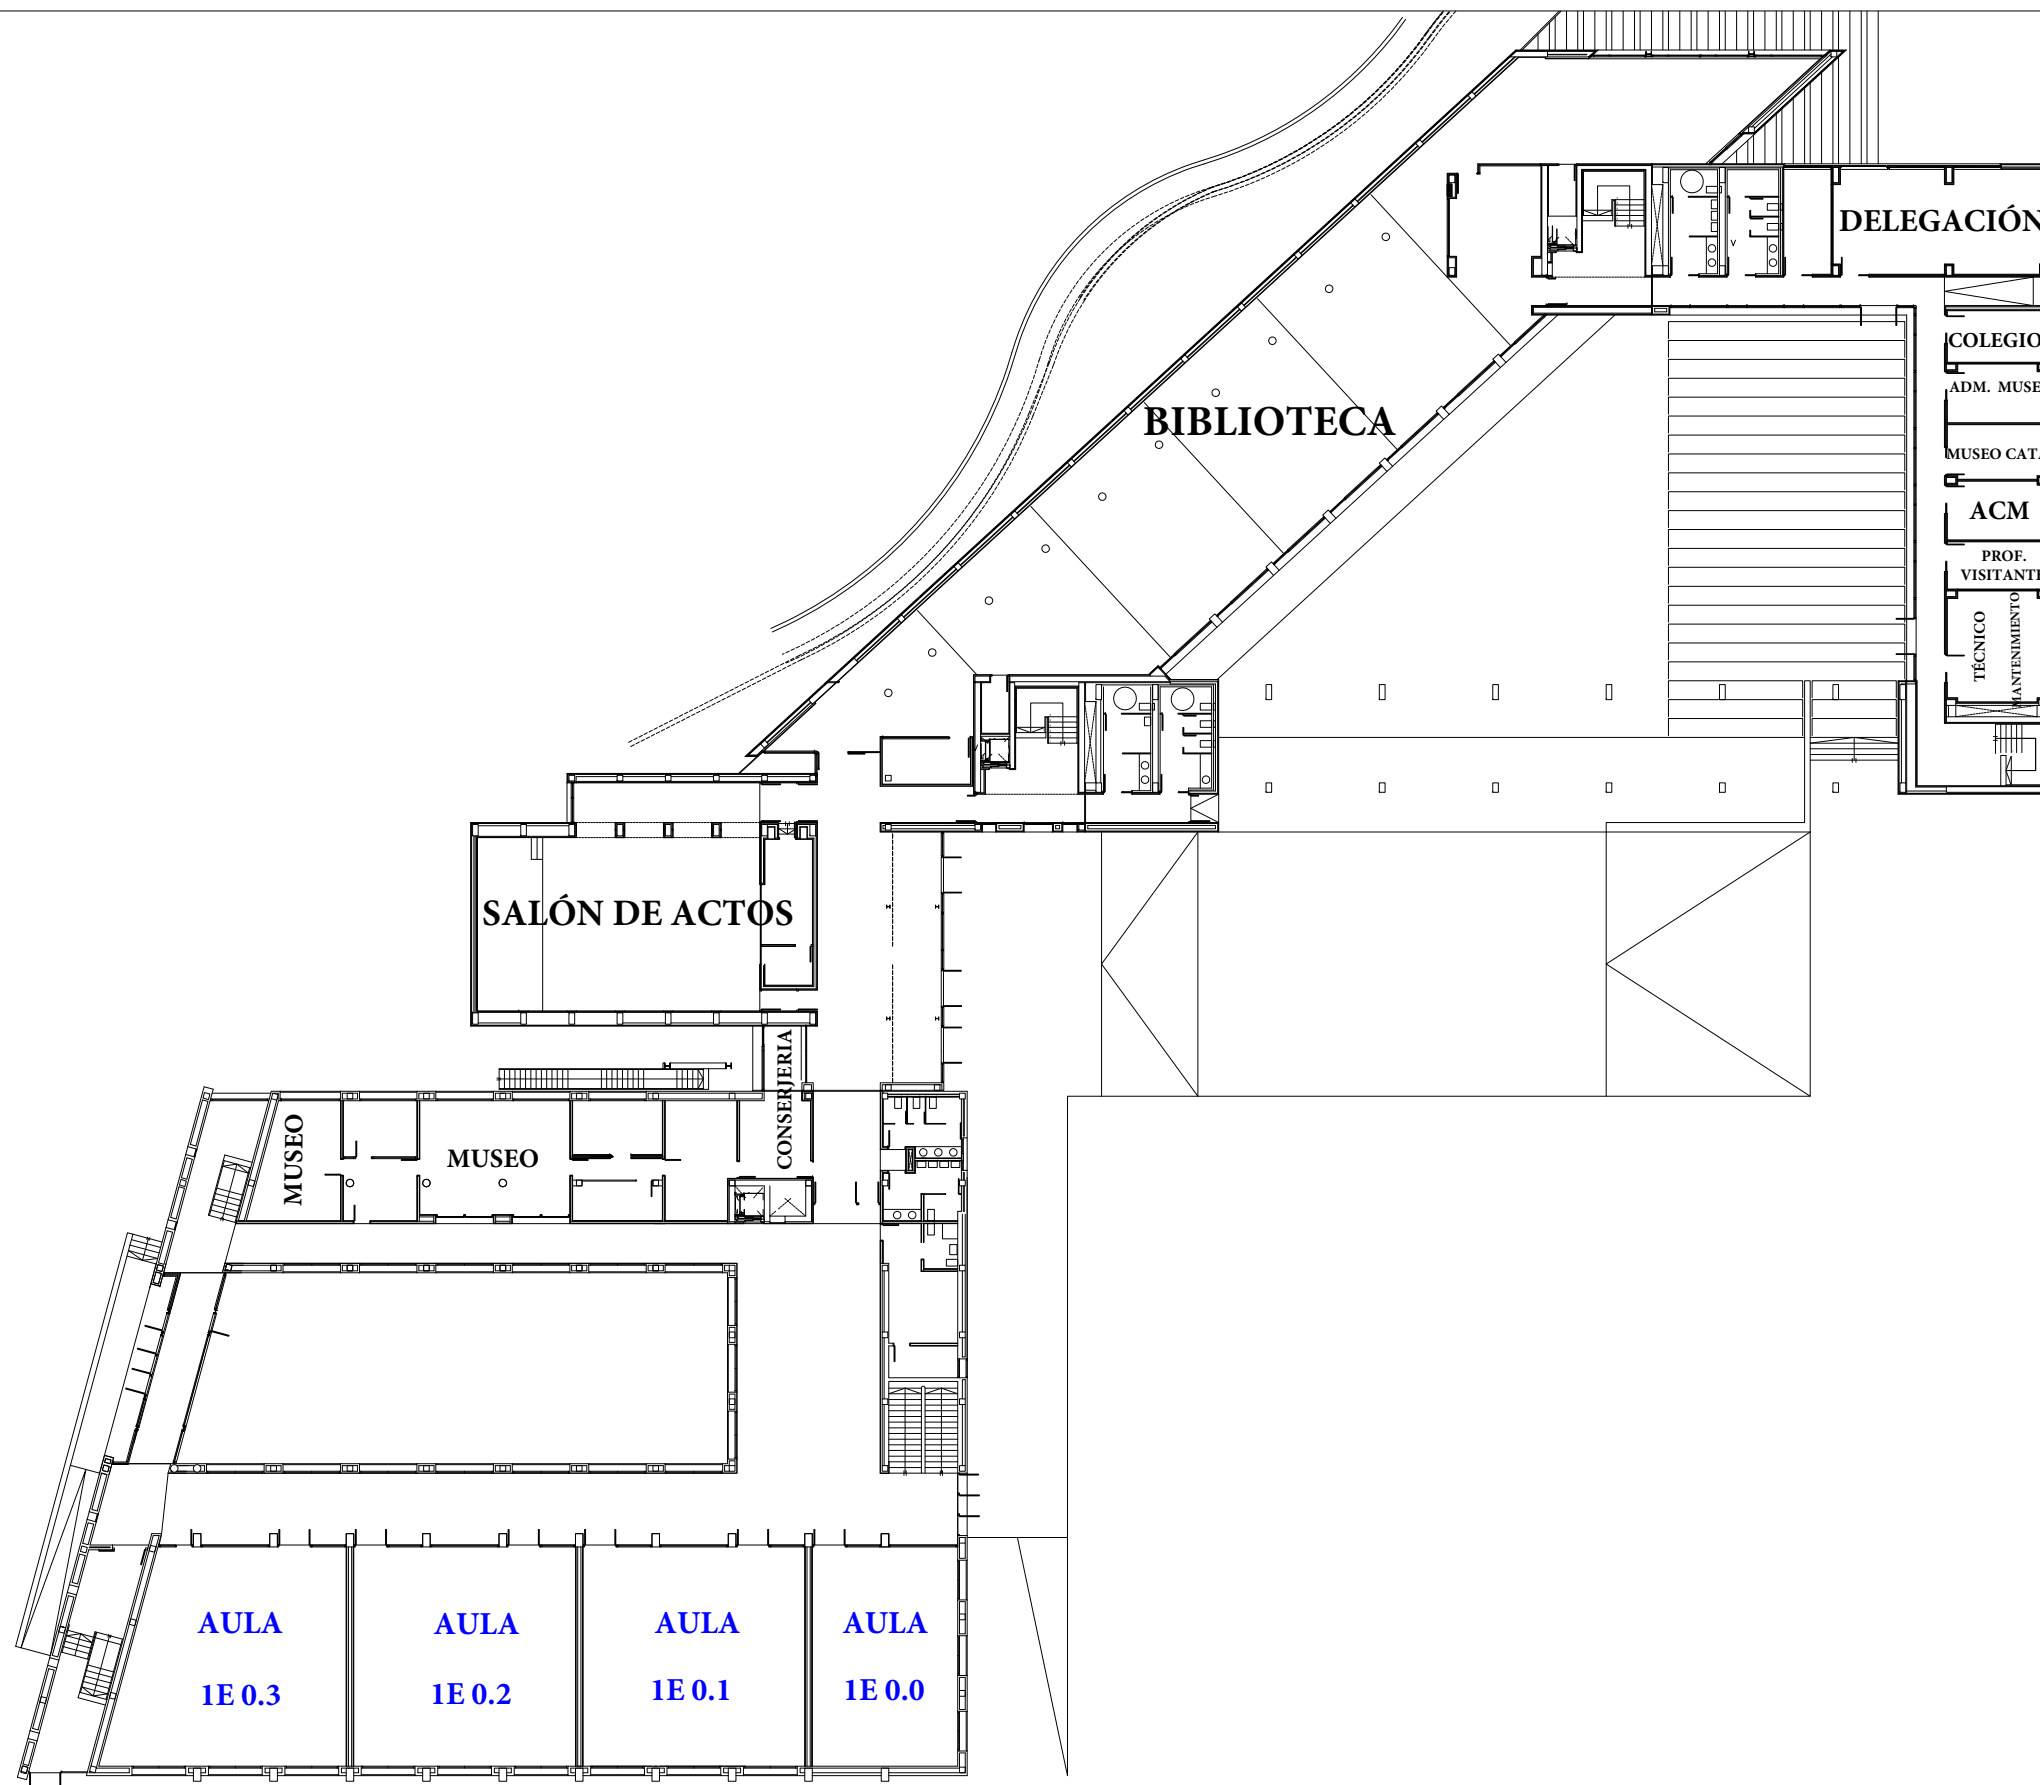 DELEGACIÓN
COLEGIO
ADM. MUSE
BIBLIOTECA
MUSEO CATA
ACM
PROF.
VISITANTE
TÉCNICO
MANTENIMIENTO
SALÓN DE ACTOS
CONSERJERIA
MUSEO
MUSEO
AULA
1E 0.3
AULA
1E 0.2
AULA
1E 0.1
AULA
1E 0.0